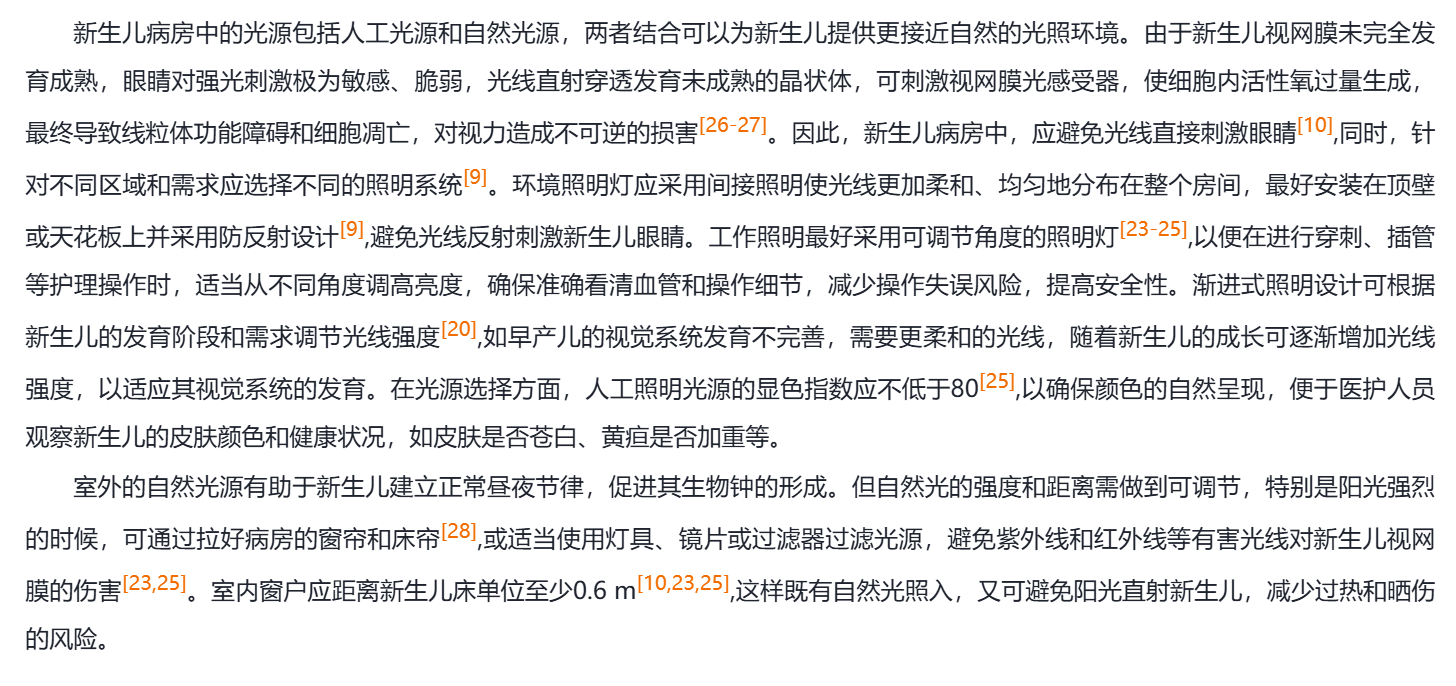 新生儿病房中的光源包括人工光源和自然光源，两者结合可以为新生儿提供更接近自然的光照环境。由于新生儿视网膜未完全发
育成熟，眼睛对强光刺激极为敏感、脆弱，光线直射穿透发育未成熟的晶状体，可刺激视网膜光感受器，使细胞内活性氧过量生成，
最终导致线粒体功能障碍和细胞凋亡，对视力造成不可逆的损害[26-27]。因此，新生儿病房中，应避免光线直接刺激眼睛[10],同时，针
对不同区域和需求应选择不同的照明系统[9]。环境照明灯应采用间接照明使光线更加柔和、均匀地分布在整个房间，最好安装在顶壁
或天花板上并采用防反射设计[9],避免光线反射刺激新生儿眼睛。工作照明最好采用可调节角度的照明灯[23-25],以便在进行穿刺、插管
等护理操作时，适当从不同角度调高亮度，确保准确看清血管和操作细节，减少操作失误风险，提高安全性。渐进式照明设计可根据
新生儿的发育阶段和需求调节光线强度[20],如早产儿的视觉系统发育不完善，需要更柔和的光线，随着新生儿的成长可逐渐增加光线
强度，以适应其视觉系统的发育。在光源选择方面，人工照明光源的显色指数应不低于80[25],以确保颜色的自然呈现，便于医护人员
观察新生儿的皮肤颜色和健康状况，如皮肤是否苍白、黄疸是否加重等。
室外的自然光源有助于新生儿建立正常昼夜节律，促进其生物钟的形成。但自然光的强度和距离需做到可调节，特别是阳光强烈
的时候，可通过拉好病房的窗帘和床帘[28],或适当使用灯具、镜片或过滤器过滤光源，避免紫外线和红外线等有害光线对新生儿视网
膜的伤害[23,25]。室内窗户应距离新生儿床单位至少0.6 m[10,23,25],这样既有自然光照入，又可避免阳光直射新生儿，减少过热和晒伤
的风险。